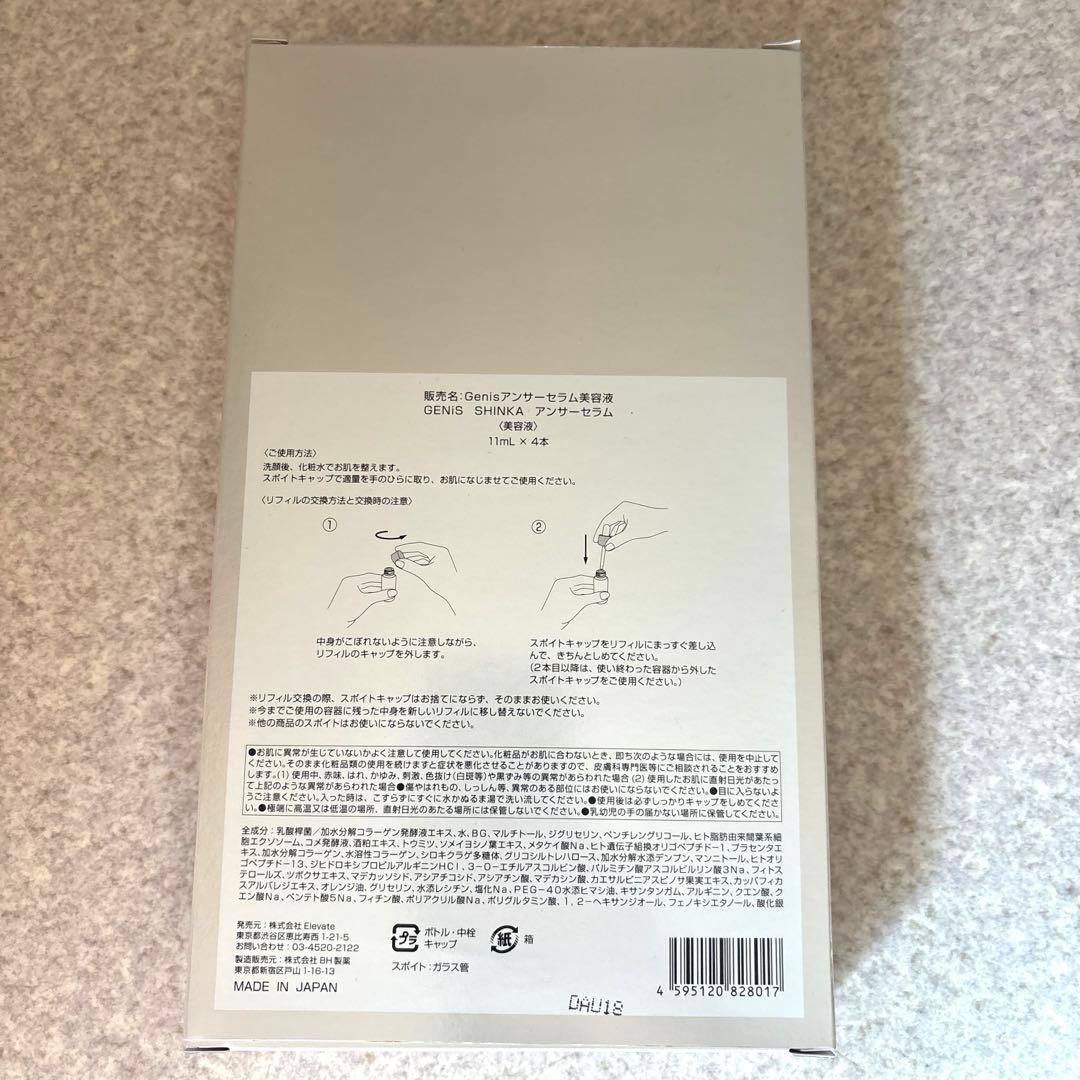 販売名:Genisアンサーセラム美容液
GENiS SHINKA アンサーセラム
〈美容液〉
11mL × 4本
〈ご使用方法〉
洗顔後、化粧水でお肌を整えます。
スポイトキャップで適量を手のひらに取り、お肌になじませてご使用ください。
〈リフィルの交換方法と交換時の注意〉
① ②
中身がこぼれないように注意しながら、
リフィルのキャップを外します。
スポイトキャップをリフィルにまっすぐ差し込
んで、きちんとしめてください。
(2本目以降は、使い終わった容器から外した
スポイトキャップをご使用ください。)
※リフィル交換の際、スポイトキャップはお捨てにならず、そのままお使いください。
※今までご使用の容器に残った中身を新しいリフィルに移し替えないでください。
※他の商品のスポイトはお使いにならないでください。
●お肌に異常が生じていないかよく注意して使用してください。化粧品がお肌に合わないとき、即ち次のような場合には、使用を中止して
ください。そのまま化粧品類の使用を続けますと症状を悪化させることがありますので、皮膚科専門医等にご相談されることをおすすめ
します。(1) 使用中、赤味、はれ、かゆみ、刺激、色抜け(白斑等)や黒ずみ等の異常があらわれた場合 (2) 使用したお肌に直射日光があたっ
て上記のような異常があらわれた場合●傷やはれもの、しっしん等、異常のある部位にはお使いにならないでください。●目に入らないよ
うご注意ください。入った時は、こすらずにすぐに水かぬるま湯で洗い流してください。●使用後は必ずしっかりキャップをしめてくださ
い。●極端に高温又は低温の場所、直射日光のあたる場所には保管しないでください。●乳幼児の手の届かない場所に保管してください。
全成分:乳酸桿菌/加水分解コラーゲン発酵液エキス、水、BG、マルチトール、ジグリセリン、ペンチレングリコール、ヒト脂肪由来間葉系細
胞エクソソーム、コメ発酵液、酒粕エキス、トウミツ、ソメイヨシノ葉エキス、メタケイ酸Na、ヒト遺伝子組換オリゴペプチド-1、プラセンタエ
キス、加水分解コラーゲン、水溶性コラーゲン、シロキクラゲ多糖体、グリコシルトレハロース、加水分解水添デンプン、マンニトール、ヒトオリ
ゴペプチド-13、ジヒドロキシプロピルアルギニンHCl、3-O-エチルアスコルビン酸、パルミチン酸アスコルビルリン酸3Na、フィトス
テロールズ、ツボクサエキス、マデカッソシド、アシアチコシド、アシアチン酸、マデカシン酸、カエサルピニアスピノサ果実エキス、カッパフィカ
スアルバレジエキス、オレンジ油、グリセリン、水添レシチン、塩化Na、PEG-40水添ヒマシ油、キサンタンガム、アルギニン、クエン酸、ク
エン酸Na、ペンテト酸5Na、フィチン酸、ポリアクリル酸Na、ポリグルタミン酸、1,2-ヘキサンジオール、フェノキシエタノール、酸化銀
発売元:株式会社 Elevate
東京都渋谷区恵比寿西 1-21-5
お問い合わせ:03-4520-2122
製造販売元:株式会社 BH 製薬
東京都新宿区戸山 1-16-13
MADE IN JAPAN
プラ
ボトル・中栓
キャップ
紙 箱
スポイト:ガラス管
4 595120 828017
DAU18